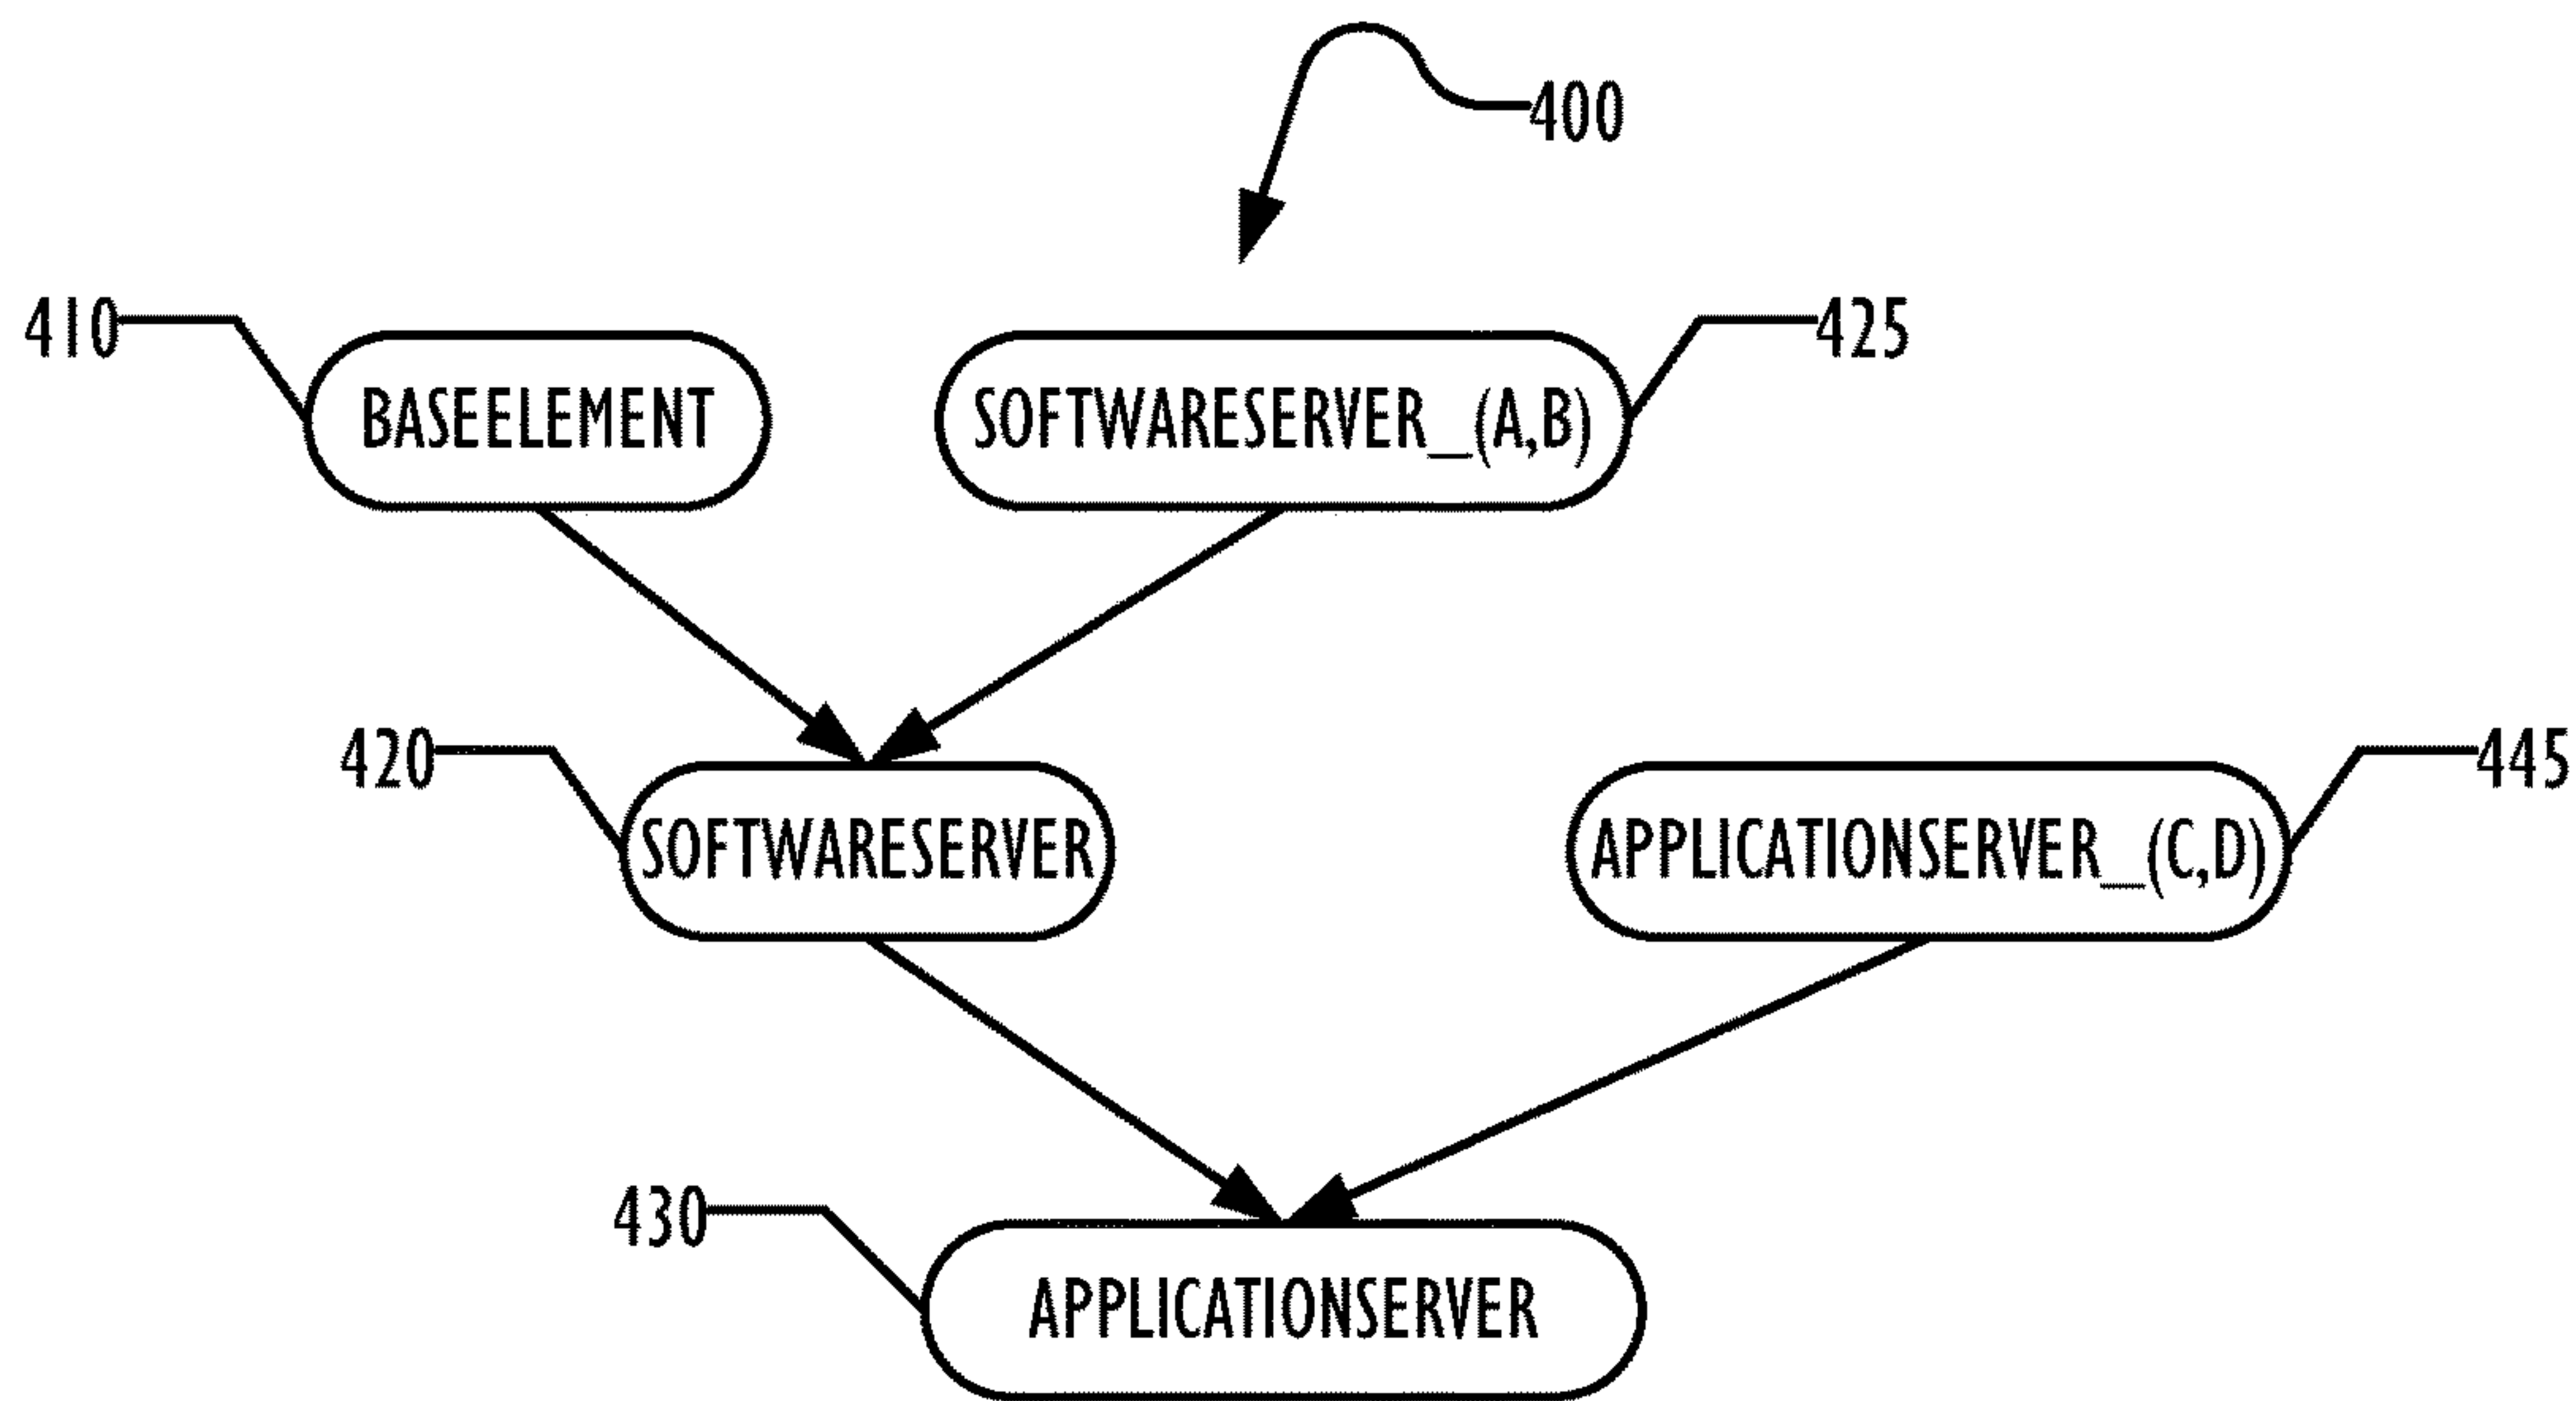 400
410
425
BASEELEMENT
SOFTWARESERVER_(A,B)
420
445
SOFTWARESERVER
APPLICATIONSERVER_(C,D)
430
APPLICATIONSERVER